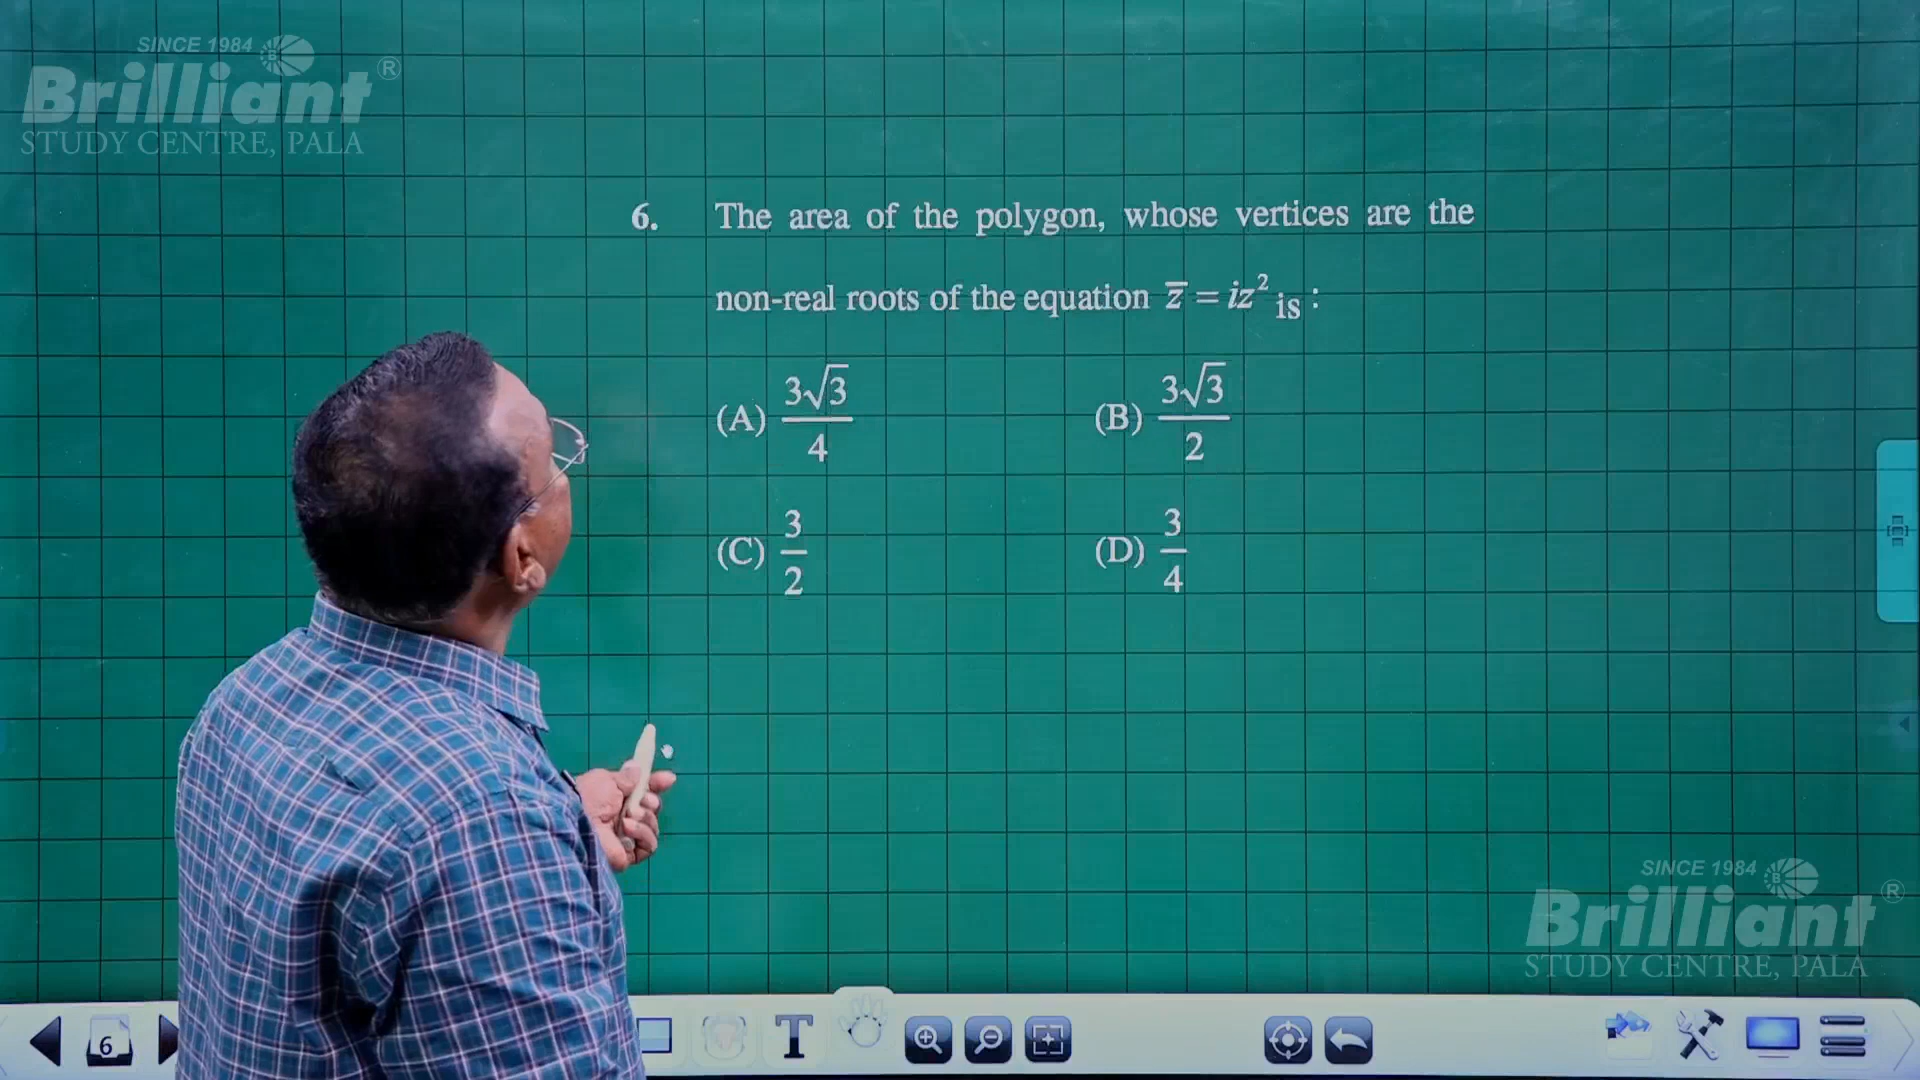 SINCE 1984
Brilliant ®
STUDY CENTRE, PALA
6. The area of the polygon, whose vertices are the
non-real roots of the equation z̅ = iz² is :
(A) 3√3/4 (B) 3√3/2
(C) 3/2 (D) 3/4
SINCE 1984
Brilliant ®
STUDY CENTRE, PALA
6 T